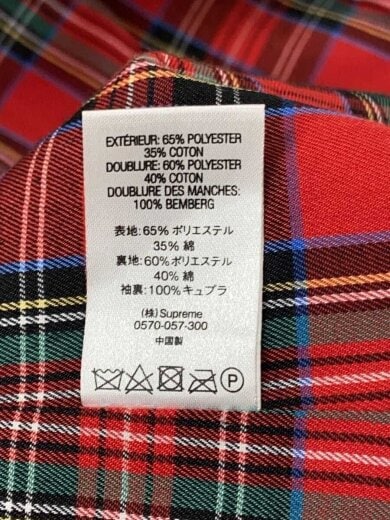 EXTÉRIEUR: 65% POLYESTER
35% COTON
DOUBLURE: 60% POLYESTER
40% COTON
DOUBLURE DES MANCHES:
100% BEMBERG
表地:65%ポリエステル
35%綿
裏地:60%ポリエステル
40%綿
袖裏:100%キュプラ
(株)Supreme
0570-057-300
中国製
P